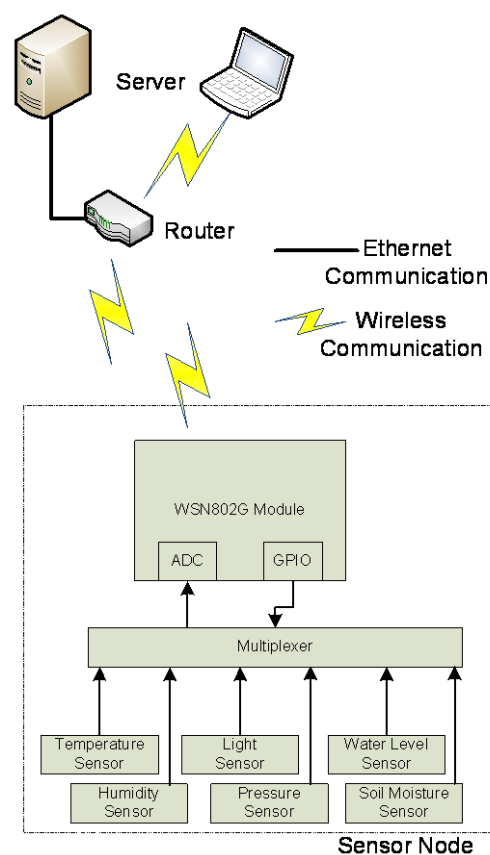 Server
Router
Ethernet
Communication
Wireless
Communication
WSN802G Module
ADC
GPIO
Multiplexer
Temperature
Sensor
Light
Sensor
Water Level
Sensor
Humidity
Sensor
Pressure
Sensor
Soil Moisture
Sensor
Sensor Node